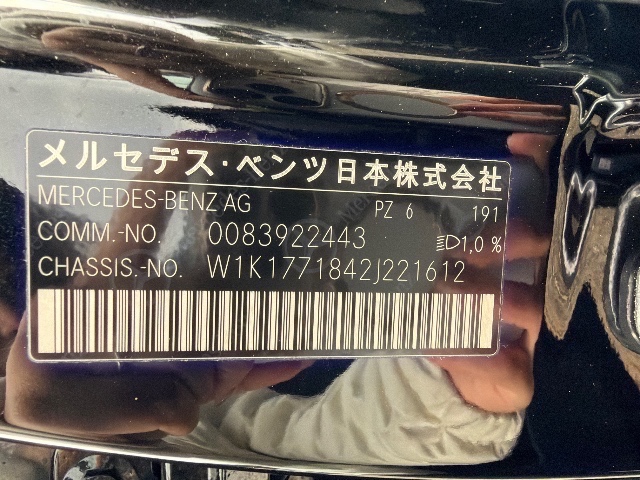 メルセデス・ベンツ日本株式会社
MERCEDES-BENZ AG PZ 6 191
COMM.-NO. 0083922443 1,0 %
CHASSIS.-NO. W1K1771842J221612